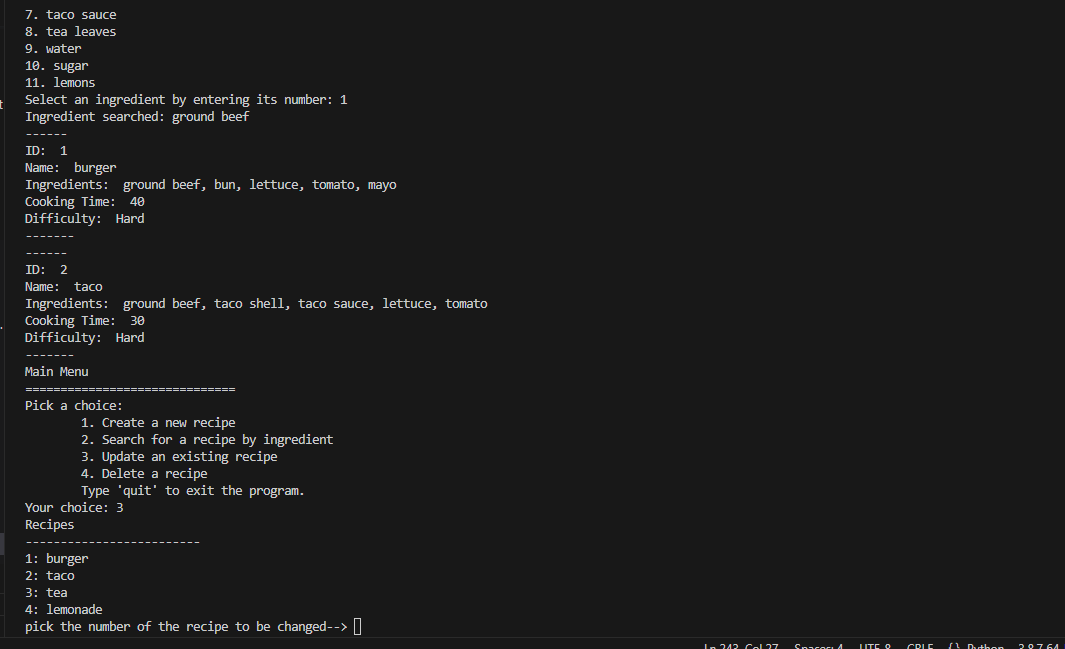 7. taco sauce
8. tea leaves
9. water
10. sugar
11. lemons
Select an ingredient by entering its number: 1
Ingredient searched: ground beef
------
ID:  1
Name:  burger
Ingredients:  ground beef, bun, lettuce, tomato, mayo
Cooking Time:  40
Difficulty:  Hard
-------
------
ID:  2
Name:  taco
Ingredients:  ground beef, taco shell, taco sauce, lettuce, tomato
Cooking Time:  30
Difficulty:  Hard
-------
Main Menu
==============================
Pick a choice:
        1. Create a new recipe
        2. Search for a recipe by ingredient
        3. Update an existing recipe
        4. Delete a recipe
        Type 'quit' to exit the program.
Your choice: 3
Recipes
-------------------------
1: burger
2: taco
3: tea
4: lemonade
pick the number of the recipe to be changed-->
Ln 243, Col 27 Spaces: 4 UTF-8 CRLF {} Python 3.8.7 64